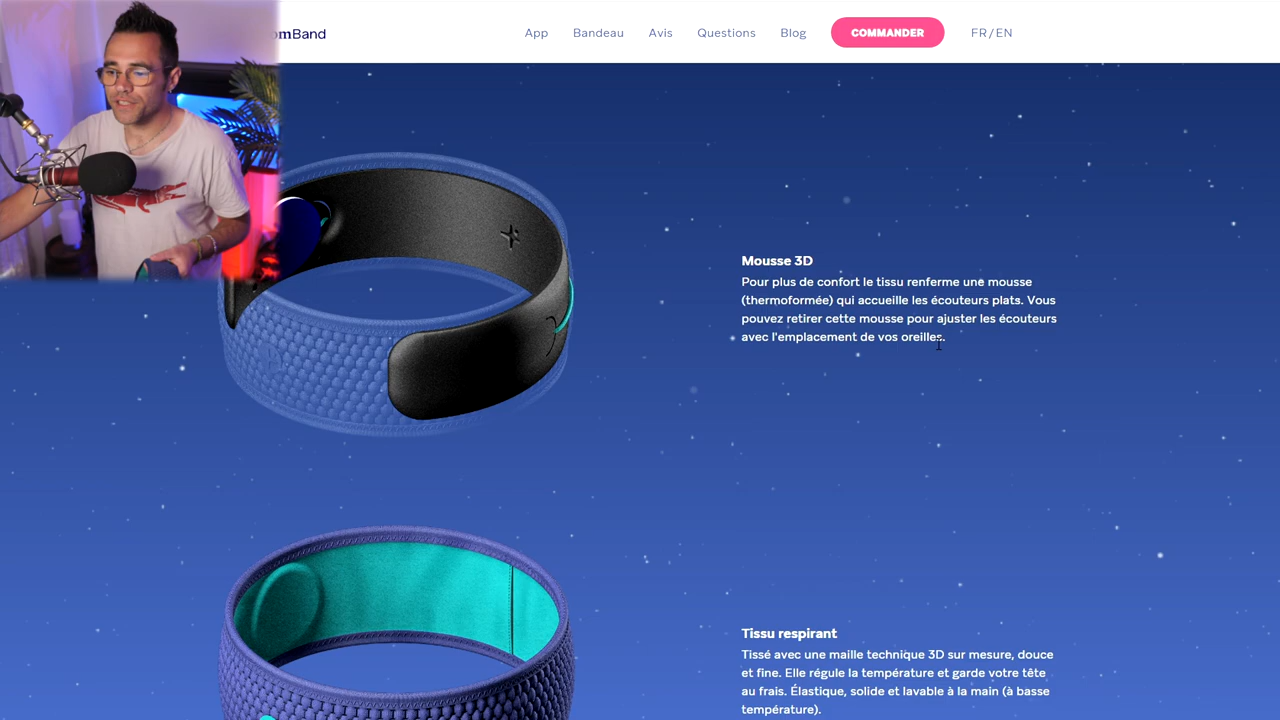 omBand
App
Bandeau
Avis
Questions
Blog
COMMANDER
FR/EN
Mousse 3D
Pour plus de confort le tissu renferme une mousse
(thermoformée) qui accueille les écouteurs plats. Vous
pouvez retirer cette mousse pour ajuster les écouteurs
avec l'emplacement de vos oreilles.
Tissu respirant
Tissé avec une maille technique 3D sur mesure, douce
et fine. Elle régule la température et garde votre tête
au frais. Élastique, solide et lavable à la main (à basse
température).